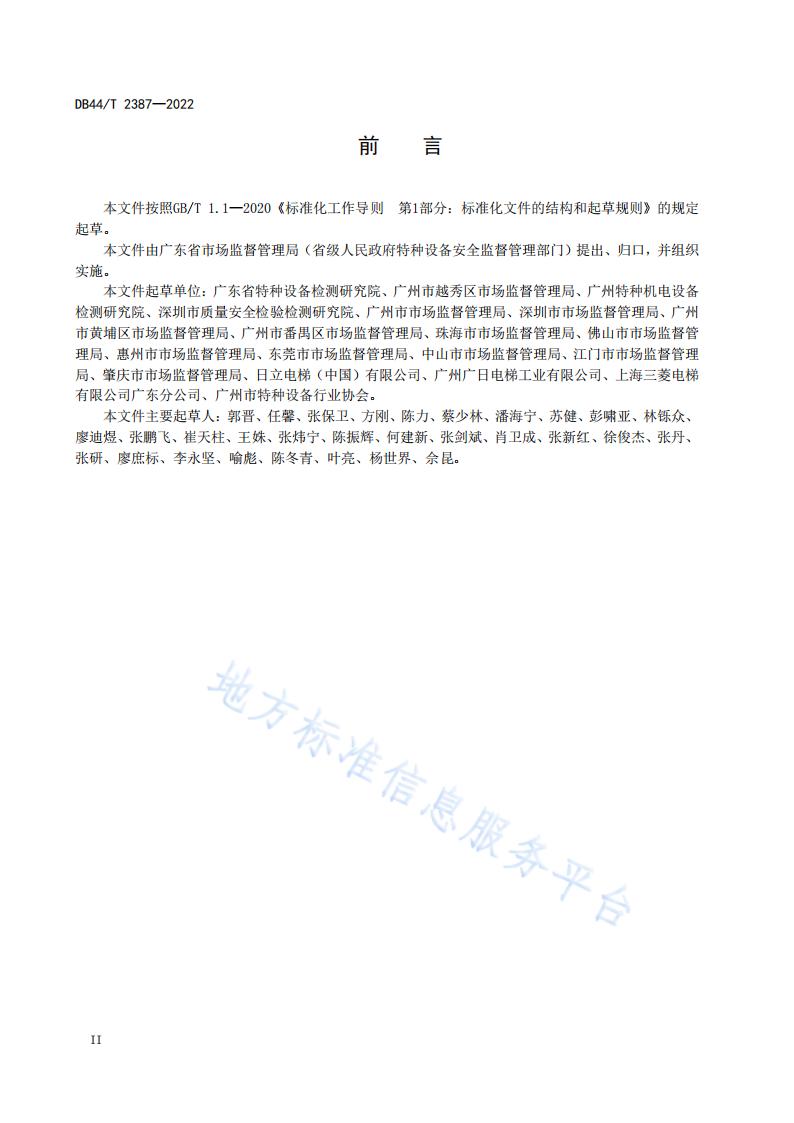 DB44/T 2387—2022
前 言
本文件按照GB/T 1.1—2020《标准化工作导则 第1部分：标准化文件的结构和起草规则》的规定
起草。
本文件由广东省市场监督管理局（省级人民政府特种设备安全监督管理部门）提出、归口，并组织
实施。
本文件起草单位：广东省特种设备检测研究院、广州市越秀区市场监督管理局、广州特种机电设备
检测研究院、深圳市质量安全检验检测研究院、广州市市场监督管理局、深圳市市场监督管理局、广州
市黄埔区市场监督管理局、广州市番禺区市场监督管理局、珠海市市场监督管理局、佛山市市场监督管
理局、惠州市市场监督管理局、东莞市市场监督管理局、中山市市场监督管理局、江门市市场监督管理
局、肇庆市市场监督管理局、日立电梯（中国）有限公司、广州广日电梯工业有限公司、上海三菱电梯
有限公司广东分公司、广州市特种设备行业协会。
本文件主要起草人：郭晋、任馨、张保卫、方刚、陈力、蔡少林、潘海宁、苏健、彭啸亚、林铄众、
廖迪煜、张鹏飞、崔天柱、王姝、张炜宁、陈振辉、何建新、张剑斌、肖卫成、张新红、徐俊杰、张丹、
张研、廖庶标、李永坚、喻彪、陈冬青、叶亮、杨世界、佘昆。
地方标准信息服务平台
II